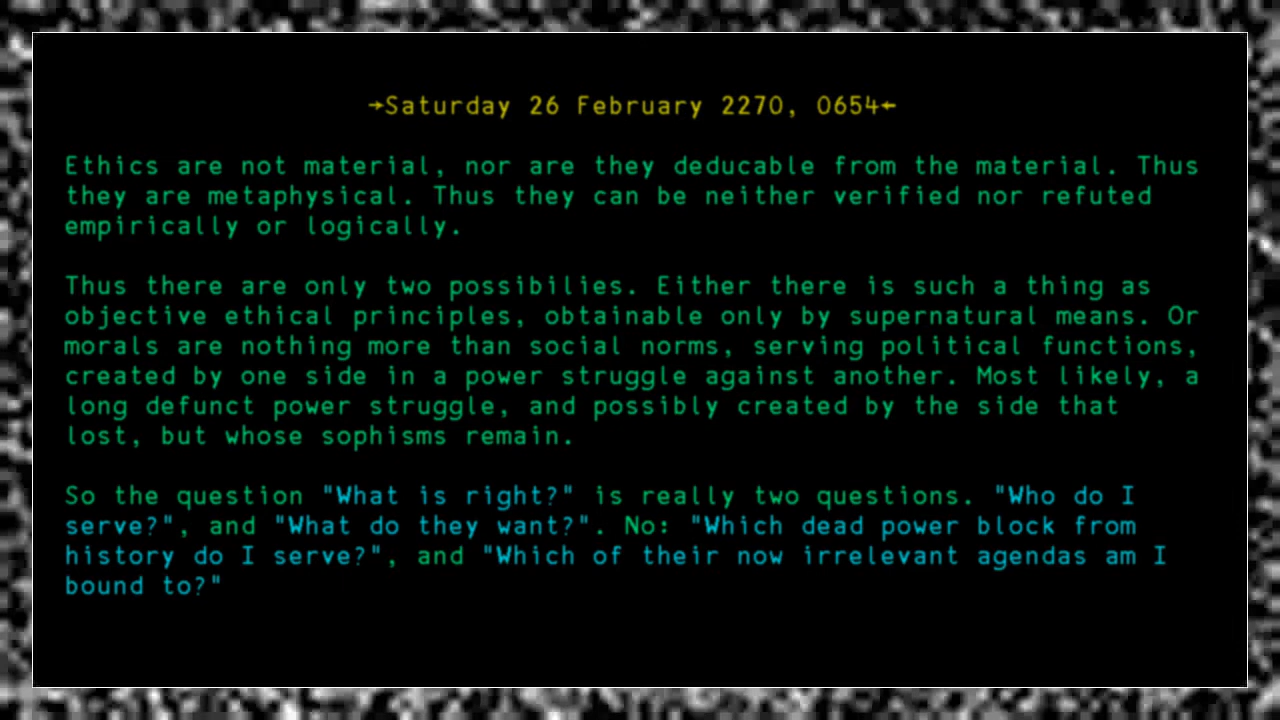 →Saturday 26 February 2270, 0654←
Ethics are not material, nor are they deducable from the material. Thus
they are metaphysical. Thus they can be neither verified nor refuted
empirically or logically.
Thus there are only two possibilies. Either there is such a thing as
objective ethical principles, obtainable only by supernatural means. Or
morals are nothing more than social norms, serving political functions,
created by one side in a power struggle against another. Most likely, a
long defunct power struggle, and possibly created by the side that
lost, but whose sophisms remain.
So the question "What is right?" is really two questions. "Who do I
serve?", and "What do they want?". No: "Which dead power block from
history do I serve?", and "Which of their now irrelevant agendas am I
bound to?"